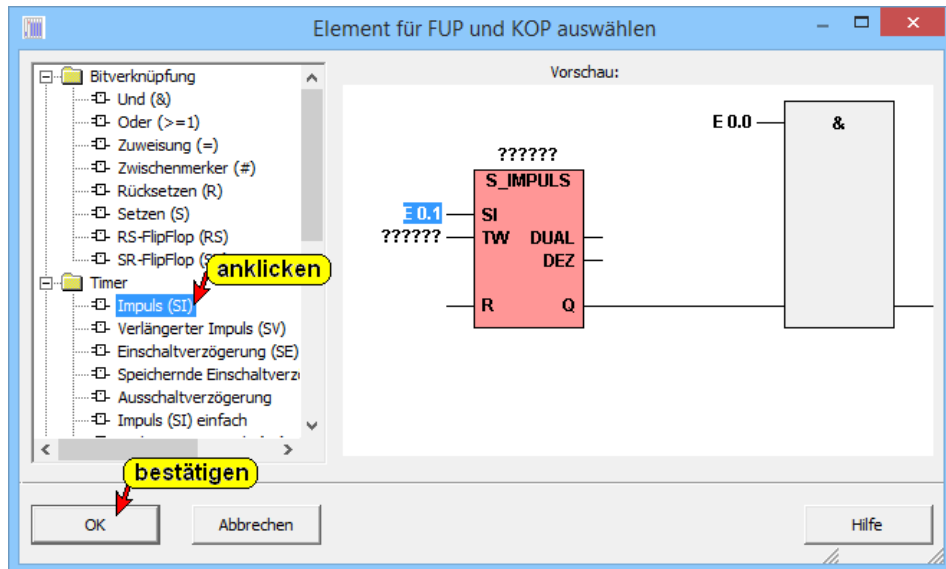 Element für FUP und KOP auswählen
Bitverknüpfung
Und (&)
Oder (>=1)
Zuweisung (=)
Zwischenmerker (#)
Rücksetzen (R)
Setzen (S)
RS-FlipFlop (RS)
SR-FlipFlop
anklicken
Timer
Impuls (SI)
Verlängerter Impuls (SV)
Einschaltverzögerung (SE)
Speichernde Einschaltverz
Ausschaltverzögerung
Impuls (SI) einfach
bestätigen
OK
Abbrechen
Vorschau:
E 0.0
&
??????
S_IMPULS
E 0.1
SI
??????
TW
DUAL
DEZ
R
Q
Hilfe